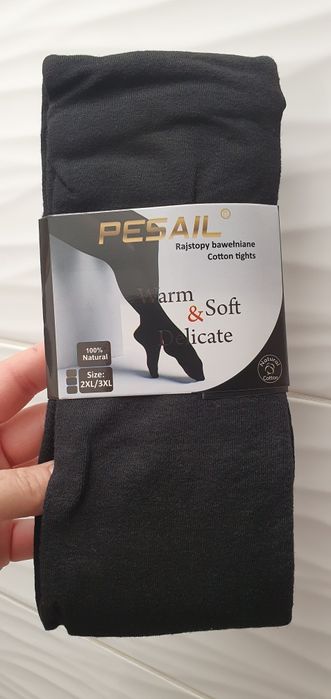 PESAIL®
Rajstopy bawełniane
Cotton tights
Warm
& Soft
Delicate
100%
Natural
Size:
2XL/3XL
Natural
Cotton